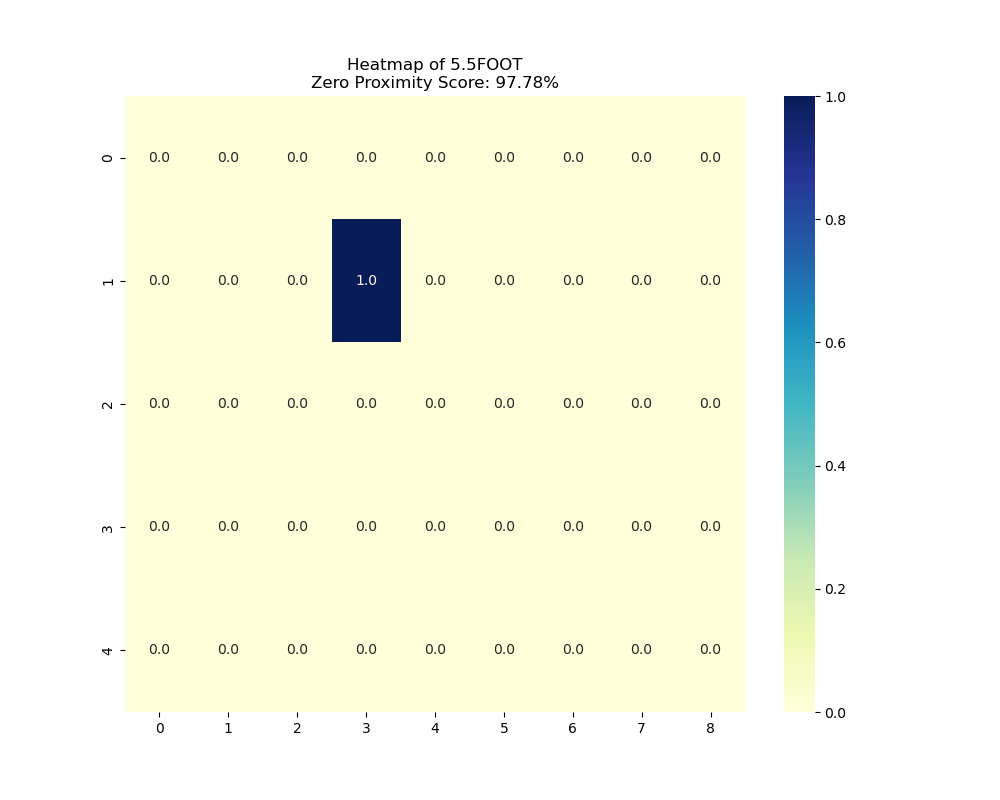 Heatmap of 5.5FOOT
Zero Proximity Score: 97.78%
0 0.0 0.0 0.0 0.0 0.0 0.0 0.0 0.0 0.0
1 0.0 0.0 0.0 1.0 0.0 0.0 0.0 0.0 0.0
2 0.0 0.0 0.0 0.0 0.0 0.0 0.0 0.0 0.0
3 0.0 0.0 0.0 0.0 0.0 0.0 0.0 0.0 0.0
4 0.0 0.0 0.0 0.0 0.0 0.0 0.0 0.0 0.0
0 1 2 3 4 5 6 7 8
1.0
0.8
0.6
0.4
0.2
0.0